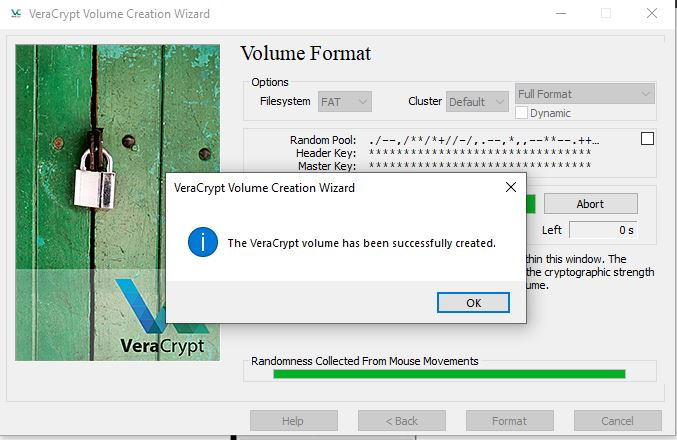 VeraCrypt Volume Creation Wizard
Volume Format
Options
Filesystem FAT Cluster Default Full Format
Dynamic
Random Pool: ./--,/**/*+//-/,.--,*,,--**--.++...
Header Key: ********************************
Master Key: ********************************
VeraCrypt Volume Creation Wizard
Abort
The VeraCrypt volume has been successfully created.
Left 0 s
OK
within this window. The
the cryptographic strength
VeraCrypt
Randomness Collected From Mouse Movements
Help < Back Format Cancel